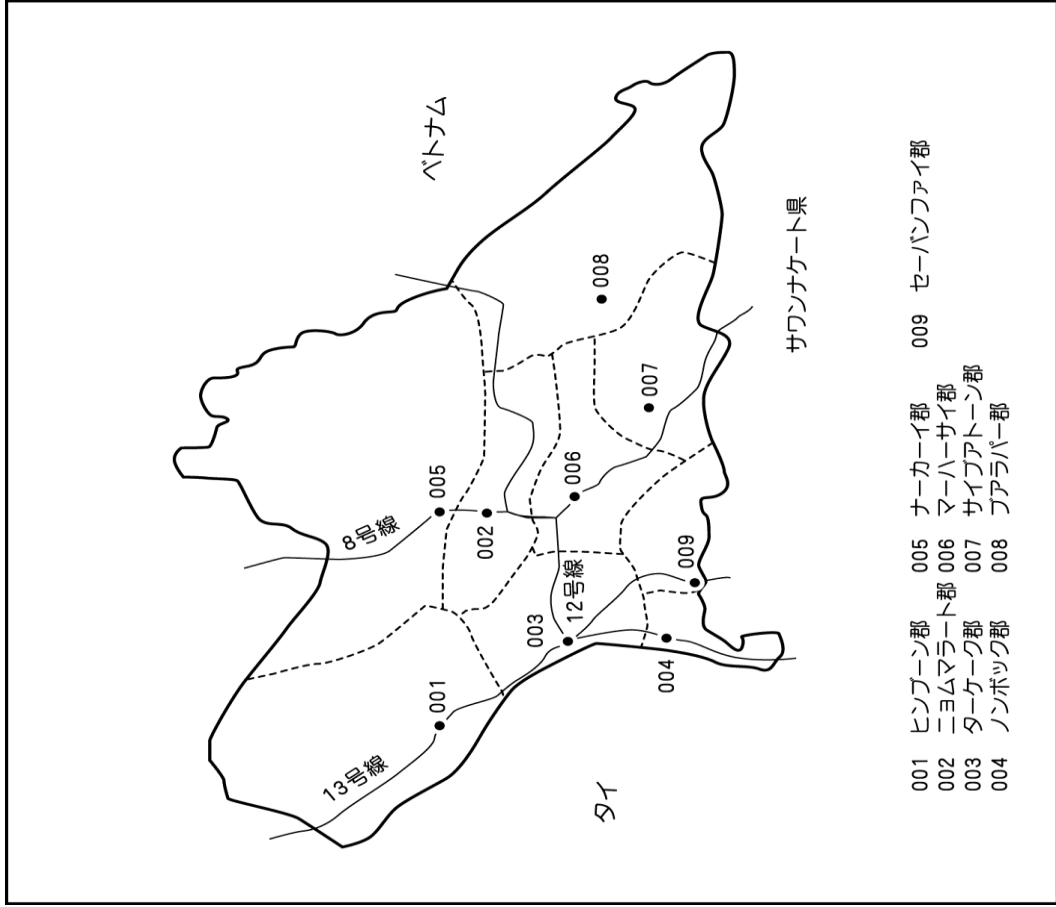 13号線
8号線
ベトナム
001
005
002
003
12号線
006
008
タイ
007
004
009
サワンナケート県
001 ヒンブーン郡 005 ナーカーイ郡 009 セーバンファイ郡
002 ニョムマラート郡 006 マーハーサイ郡
003 ターケーク郡 007 サイブアトーン郡
004 ノンボック郡 008 ブアラパー郡